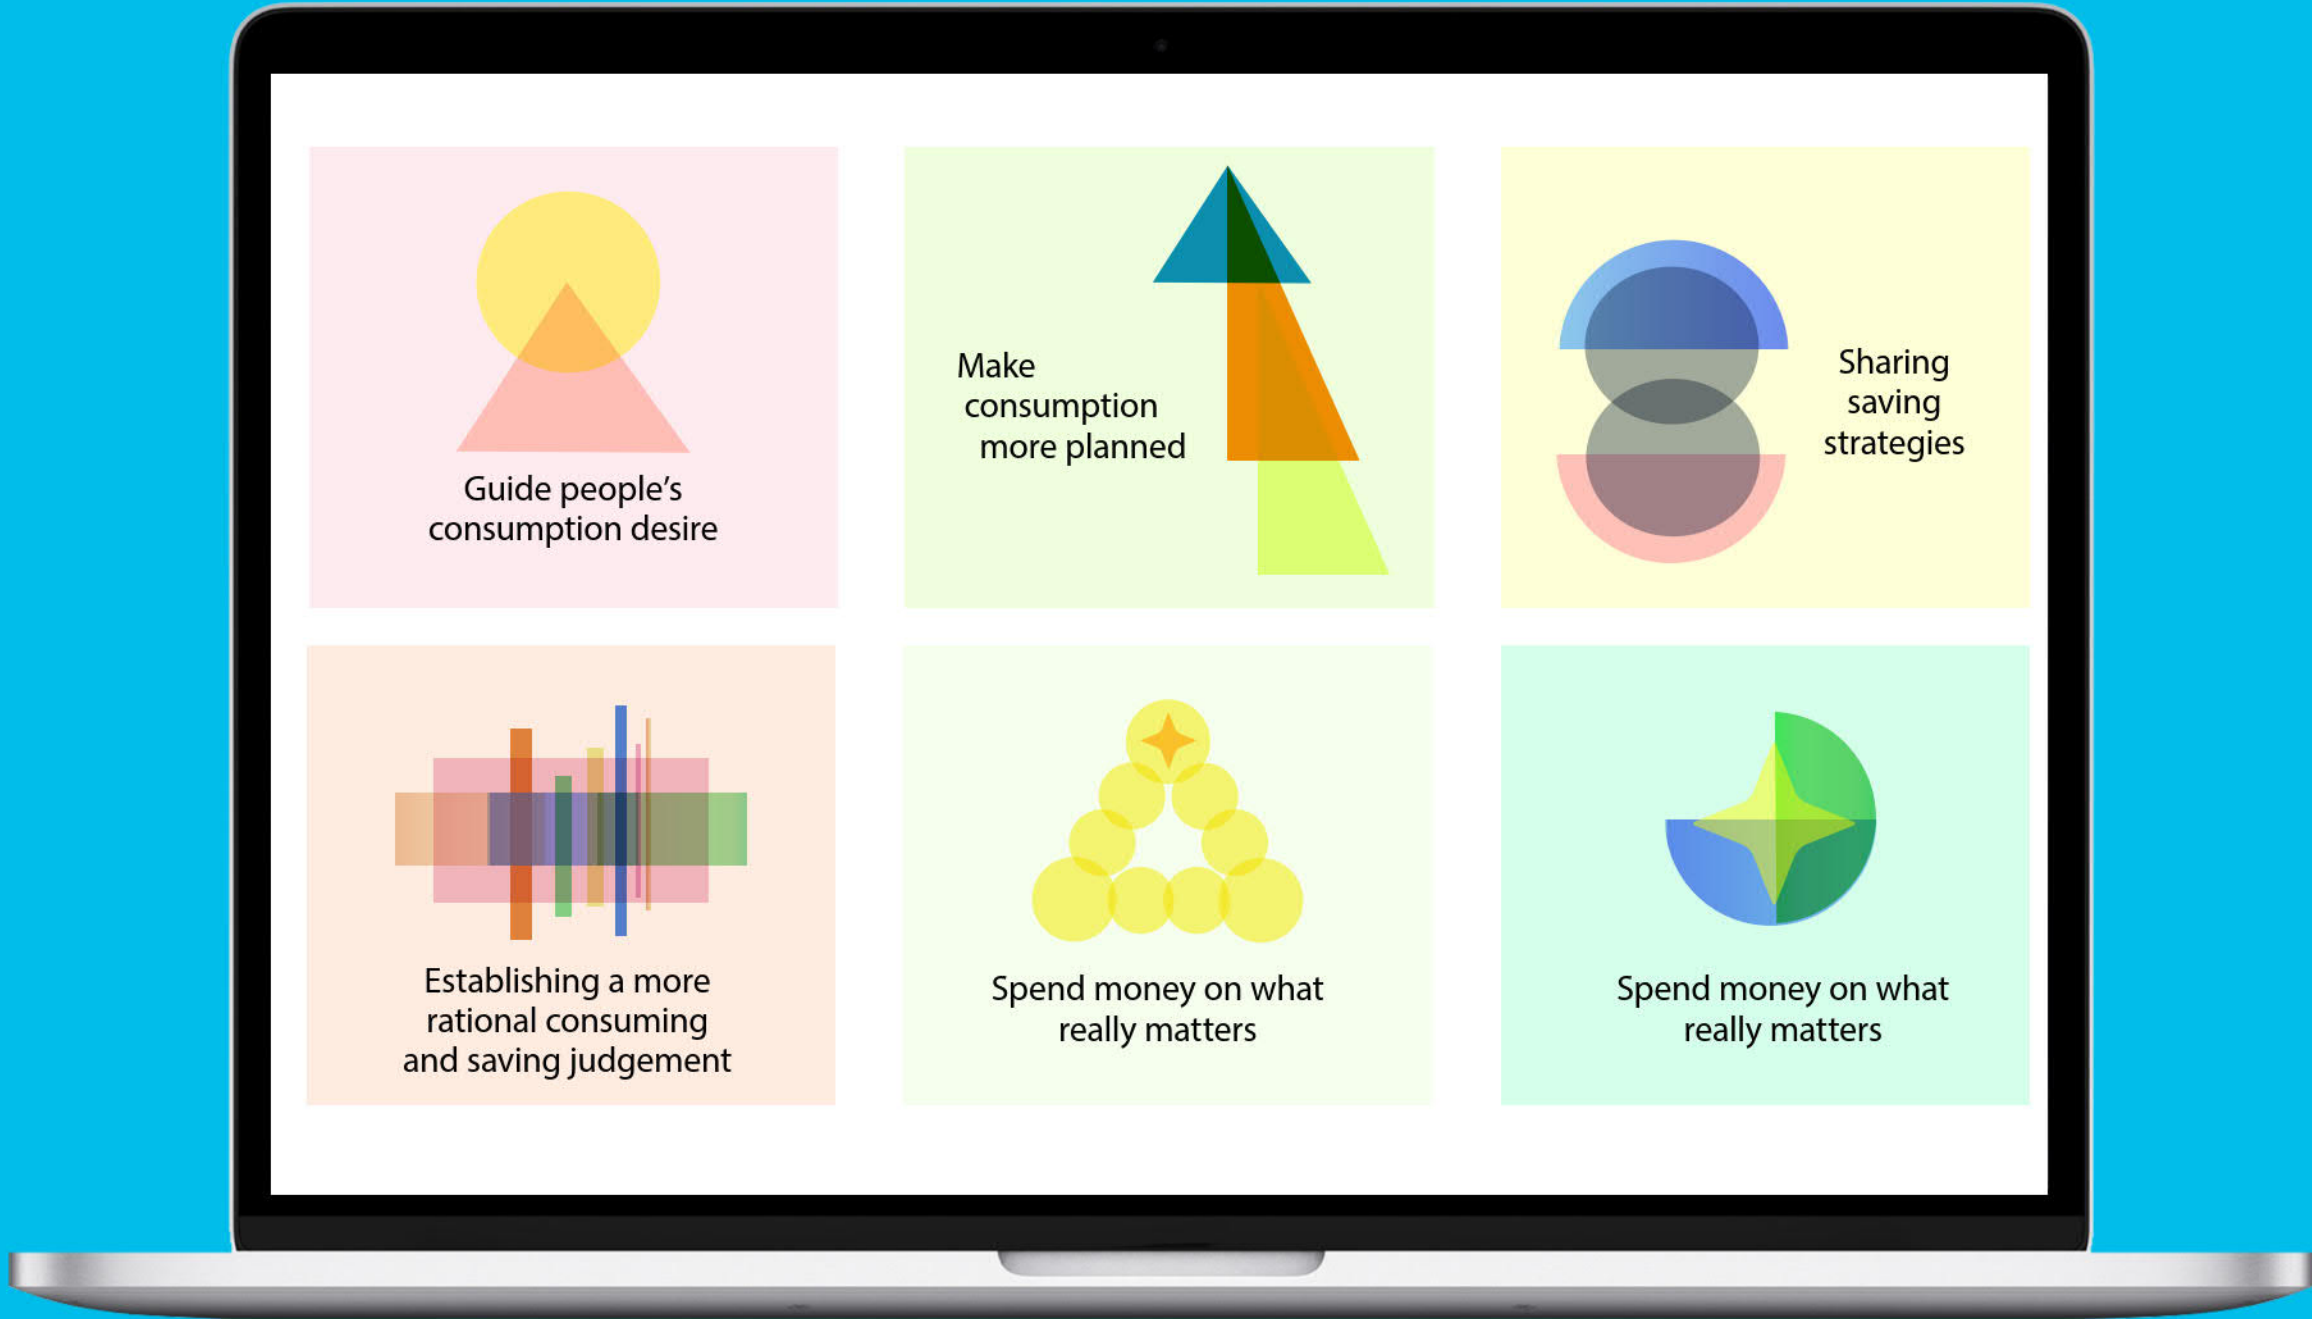 Guide people’s
consumption desire
Make
consumption
more planned
Sharing
saving
strategies
Establishing a more
rational consuming
and saving judgement
Spend money on what
really matters
Spend money on what
really matters